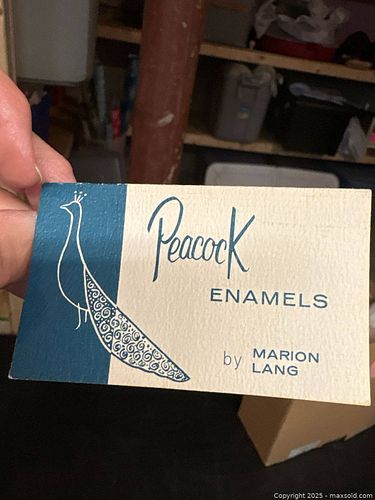 Peacock
ENAMELS
by MARION
LANG
Copyright 2025 - maxsold.com